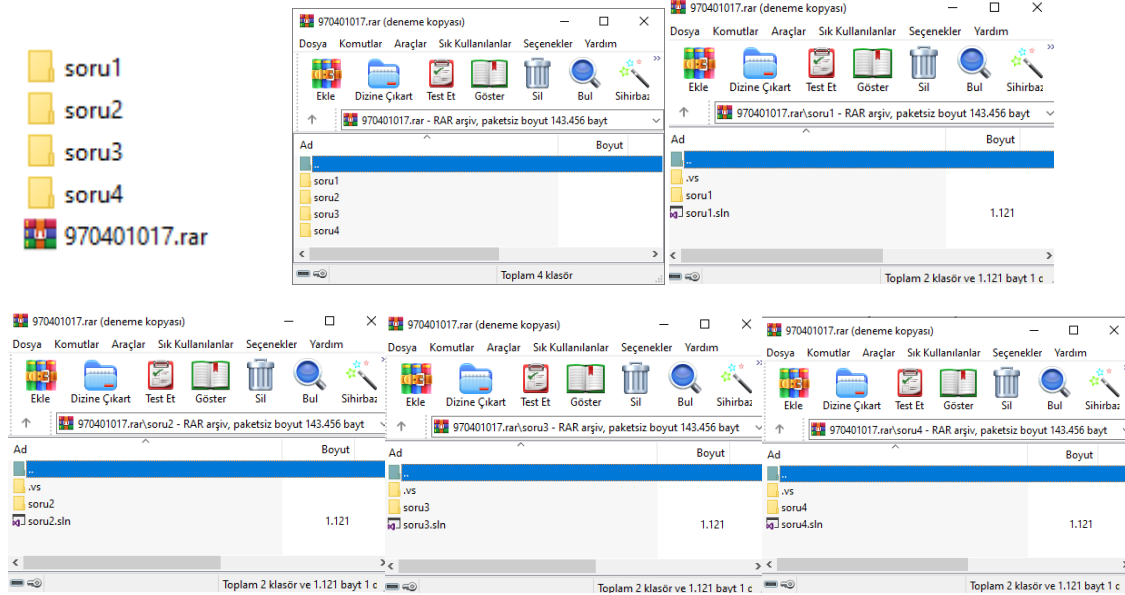 soru1
soru2
soru3
soru4
970401017.rar
970401017.rar (deneme kopyası)
Dosya Komutlar Araçlar Sık Kullanılanlar Seçenekler Yardım
Ekle Dizine Çıkart Test Et Göster Sil Bul Sihirbaz
970401017.rar - RAR arşiv, paketsiz boyut 143.456 bayt
Ad Boyut
..
soru1
soru2
soru3
soru4
Toplam 4 klasör
970401017.rar (deneme kopyası)
Dosya Komutlar Araçlar Sık Kullanılanlar Seçenekler Yardım
Ekle Dizine Çıkart Test Et Göster Sil Bul Sihirbaz
970401017.rar\soru1 - RAR arşiv, paketsiz boyut 143.456 bayt
Ad Boyut
..
.vs
soru1
soru1.sln 1.121
Toplam 2 klasör ve 1.121 bayt 1 c
970401017.rar (deneme kopyası)
Dosya Komutlar Araçlar Sık Kullanılanlar Seçenekler Yardım
Ekle Dizine Çıkart Test Et Göster Sil Bul Sihirbaz
970401017.rar\soru2 - RAR arşiv, paketsiz boyut 143.456 bayt
Ad Boyut
..
.vs
soru2
soru2.sln 1.121
Toplam 2 klasör ve 1.121 bayt 1 c
970401017.rar (deneme kopyası)
Dosya Komutlar Araçlar Sık Kullanılanlar Seçenekler Yardım
Ekle Dizine Çıkart Test Et Göster Sil Bul Sihirbaz
970401017.rar\soru3 - RAR arşiv, paketsiz boyut 143.456 bayt
Ad Boyut
..
.vs
soru3
soru3.sln 1.121
Toplam 2 klasör ve 1.121 bayt 1 c
970401017.rar (deneme kopyası)
Dosya Komutlar Araçlar Sık Kullanılanlar Seçenekler Yardım
Ekle Dizine Çıkart Test Et Göster Sil Bul Sihirbaz
970401017.rar\soru4 - RAR arşiv, paketsiz boyut 143.456 bayt
Ad Boyut
..
.vs
soru4
soru4.sln 1.121
Toplam 2 klasör ve 1.121 bayt 1 c